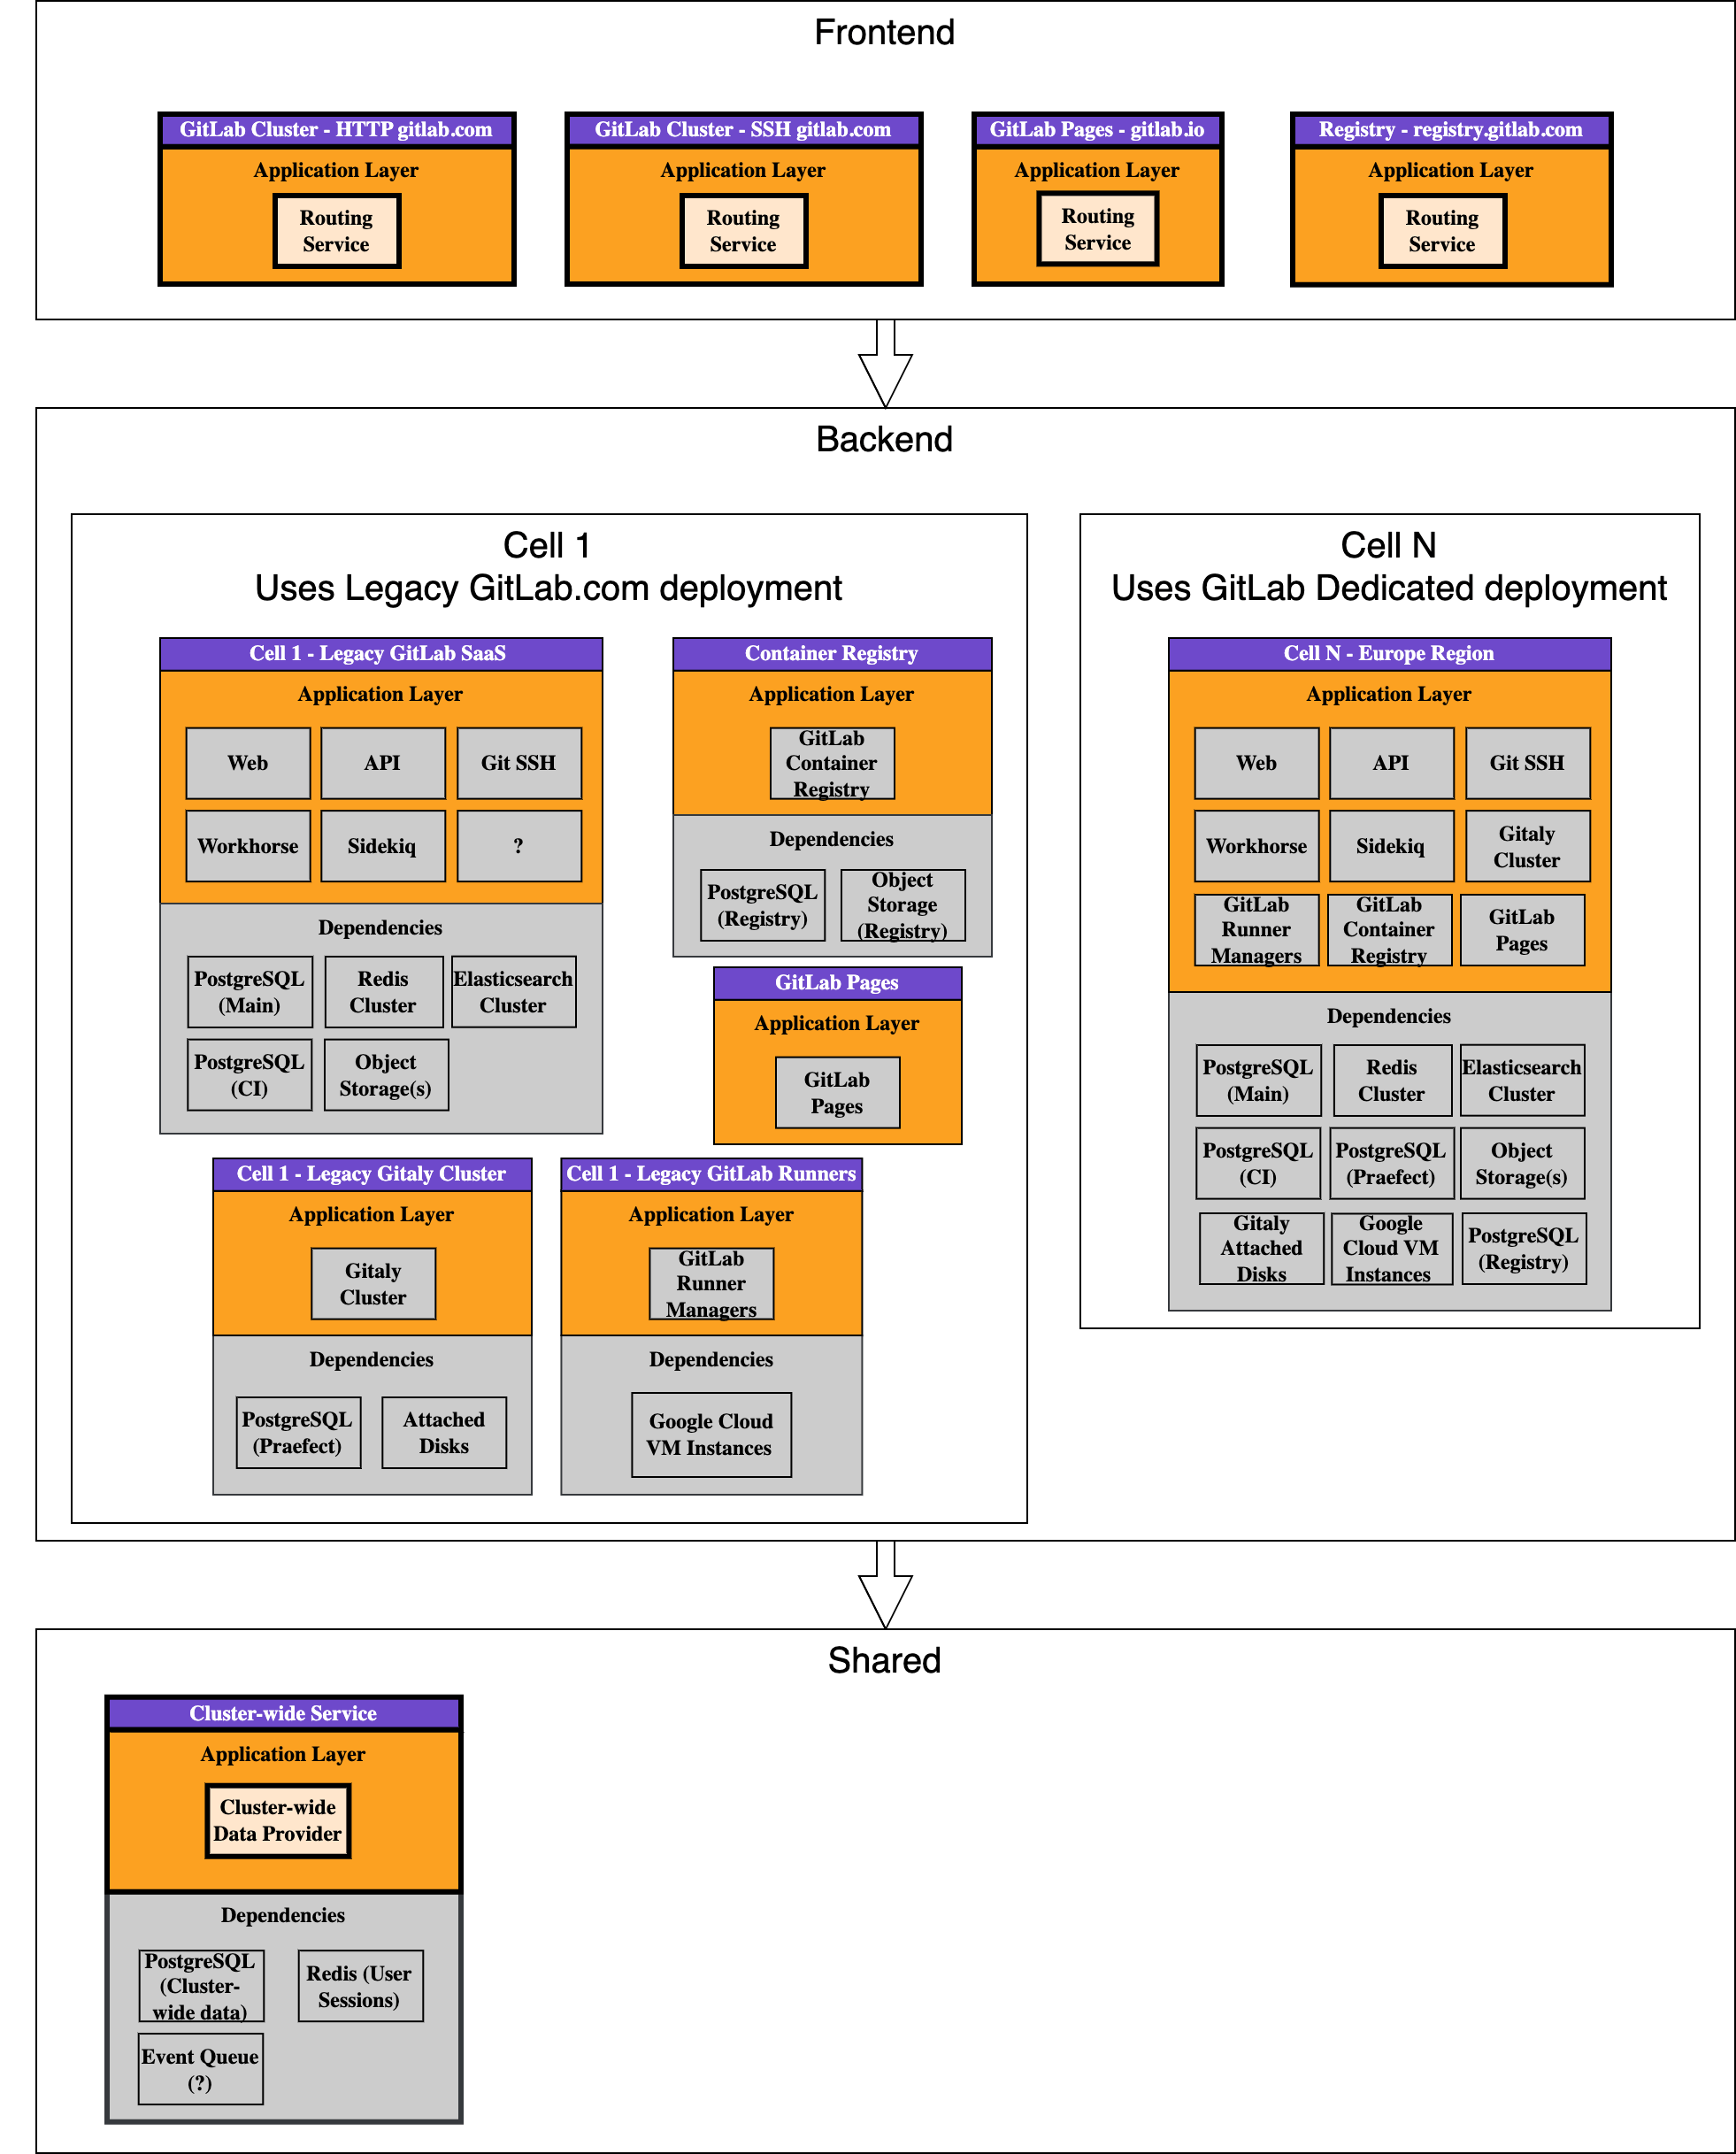 Frontend
GitLab Cluster - HTTP gitlab.com
Application Layer
Routing
Service
GitLab Cluster - SSH gitlab.com
Application Layer
Routing
Service
GitLab Pages - gitlab.io
Application Layer
Routing
Service
Registry - registry.gitlab.com
Application Layer
Routing
Service
Backend
Cell 1
Uses Legacy GitLab.com deployment
Cell 1 - Legacy GitLab SaaS
Application Layer
Web
API
Git SSH
Workhorse
Sidekiq
?
Dependencies
PostgreSQL
(Main)
Redis
Cluster
Elasticsearch
Cluster
PostgreSQL
(CI)
Object
Storage(s)
Container Registry
Application Layer
GitLab
Container
Registry
Dependencies
PostgreSQL
(Registry)
Object
Storage
(Registry)
GitLab Pages
Application Layer
GitLab
Pages
Cell 1 - Legacy Gitaly Cluster
Application Layer
Gitaly
Cluster
Dependencies
PostgreSQL
(Praefect)
Attached
Disks
Cell 1 - Legacy GitLab Runners
Application Layer
GitLab
Runner
Managers
Dependencies
Google Cloud
VM Instances
Cell N
Uses GitLab Dedicated deployment
Cell N - Europe Region
Application Layer
Web
API
Git SSH
Workhorse
Sidekiq
Gitaly
Cluster
GitLab
Runner
Managers
GitLab
Container
Registry
GitLab
Pages
Dependencies
PostgreSQL
(Main)
Redis
Cluster
Elasticsearch
Cluster
PostgreSQL
(CI)
PostgreSQL
(Praefect)
Object
Storage(s)
Gitaly
Attached
Disks
Google
Cloud VM
Instances
PostgreSQL
(Registry)
Shared
Cluster-wide Service
Application Layer
Cluster-wide
Data Provider
Dependencies
PostgreSQL
(Cluster-
wide data)
Redis (User
Sessions)
Event Queue
(?)